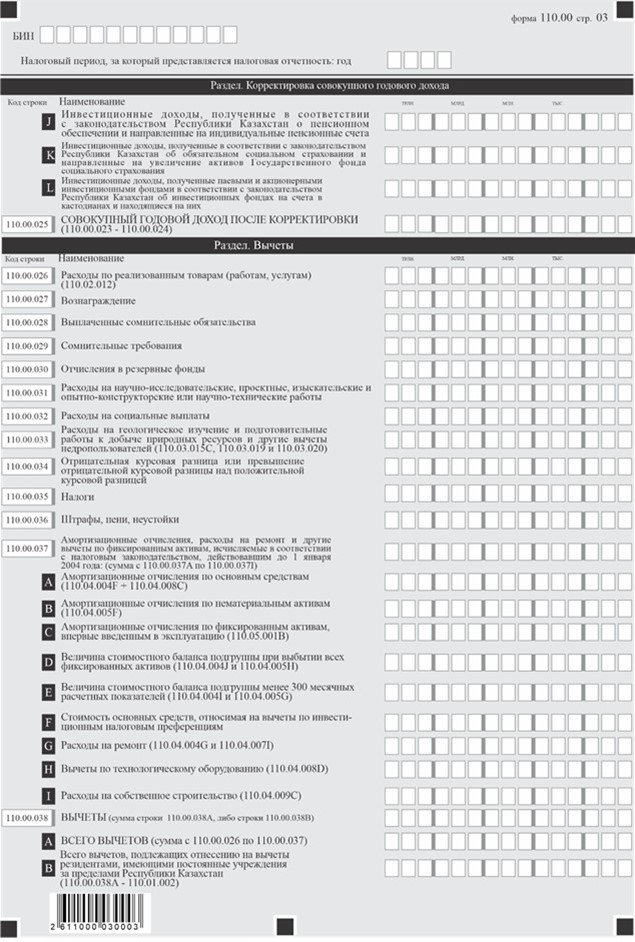 форма 110.00 стр. 03
БИН
Налоговый период, за который представляется налоговая отчетность: год
Раздел. Корректировка совокупного годового дохода
Код строки Наименование трлн млрд млн тыс
J Инвестиционные доходы, полученные в соответствии
с законодательством Республики Казахстан о пенсионном
обеспечении и направленные на индивидуальные пенсионные счета
K Инвестиционные доходы, полученные в соответствии с законодательством
Республики Казахстан об обязательном социальном страховании и
направленные на увеличение активов Государственного фонда
социального страхования
L Инвестиционные доходы, полученные паевыми и акционерными
инвестиционными фондами в соответствии с законодательством
Республики Казахстан об инвестиционных фондах на счета в
кастодианах и находящиеся на них
110.00.025 СОВОКУПНЫЙ ГОДОВОЙ ДОХОД ПОСЛЕ КОРРЕКТИРОВКИ
(110.00.023 - 110.00.024)
Раздел. Вычеты
Код строки Наименование трлн млрд млн тыс
110.00.026 Расходы по реализованным товарам (работам, услугам)
(110.02.012)
110.00.027 Вознаграждение
110.00.028 Выплаченные сомнительные обязательства
110.00.029 Сомнительные требования
110.00.030 Отчисления в резервные фонды
110.00.031 Расходы на научно-исследовательские, проектные, изыскательские и
опытно-конструкторские или научно-технические работы
110.00.032 Расходы на социальные выплаты
110.00.033 Расходы на геологическое изучение и подготовительные
работы к добыче природных ресурсов и другие вычеты
недропользователей (110.03.015C, 110.03.019 и 110.03.020)
110.00.034 Отрицательная курсовая разница или превышение
отрицательной курсовой разницы над положительной
курсовой разницей
110.00.035 Налоги
110.00.036 Штрафы, пени, неустойки
110.00.037 Амортизационные отчисления, расходы на ремонт и другие
вычеты по фиксированным активам, исчисляемые в соответствии
с налоговым законодательством, действовавшим до 1 января
2004 года: (сумма с 110.00.037A по 110.00.037I)
A Амортизационные отчисления по основным средствам
(110.04.004F + 110.04.008C)
B Амортизационные отчисления по нематериальным активам
(110.04.005F)
C Амортизационные отчисления по фиксированным активам,
впервые введенным в эксплуатацию (110.05.001B)
D Величина стоимостного баланса подгруппы при выбытии всех
фиксированных активов (110.04.004J и 110.04.005H)
E Величина стоимостного баланса подгруппы менее 300 месячных
расчетных показателей (110.04.004I и 110.04.005G)
F Стоимость основных средств, относимая на вычеты по инвести-
ционным налоговым преференциям
G Расходы на ремонт (110.04.004G и 110.04.007I)
H Вычеты по технологическому оборудованию (110.04.008D)
I Расходы на собственное строительство (110.04.009C)
110.00.038 ВЫЧЕТЫ (сумма строки 110.00.038A, либо строки 110.00.038B)
A ВСЕГО ВЫЧЕТОВ (сумма с 110.00.026 по 110.00.037)
B Всего вычетов, подлежащих отнесению на вычеты
резидентами, имеющими постоянные учреждения
за пределами Республики Казахстан
(110.00.038A - 110.01.002)
2 611000 030003